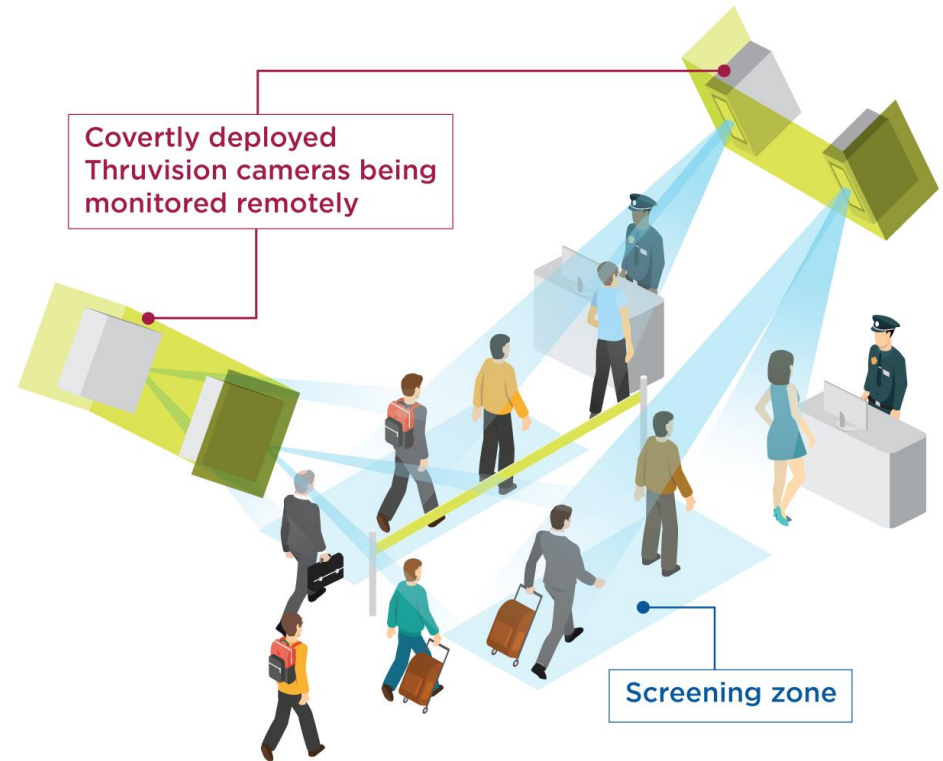 Covertly deployed
Thruvision cameras being
monitored remotely
Screening zone